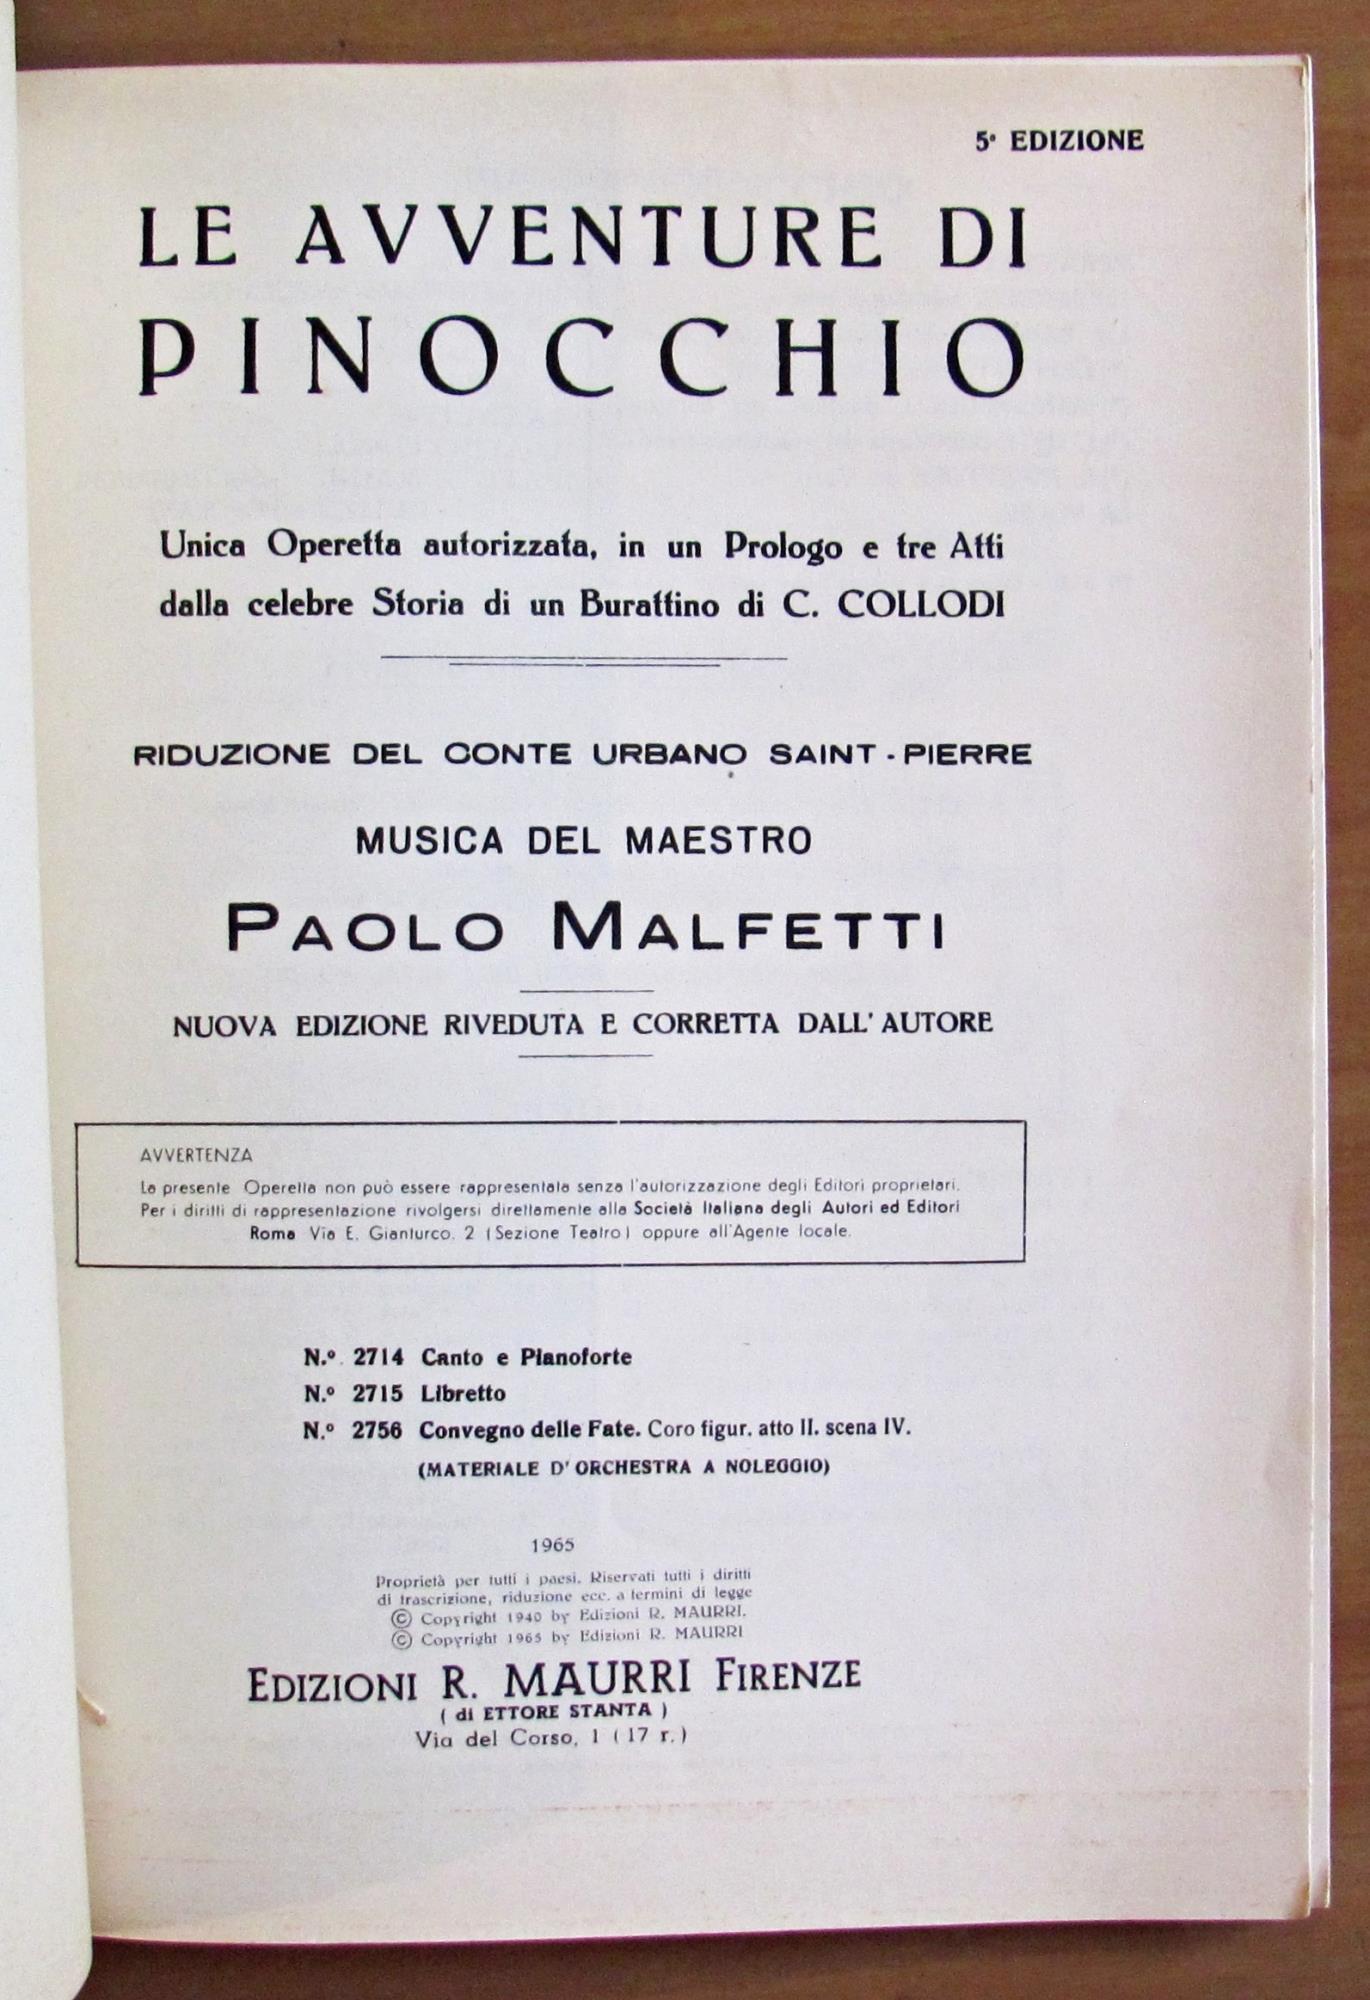 5ª EDIZIONE
LE AVVENTURE DI
PINOCCHIO
Unica Operetta autorizzata, in un Prologo e tre Atti
dalla celebre Storia di un Burattino di C. COLLODI
RIDUZIONE DEL CONTE URBANO SAINT-PIERRE
MUSICA DEL MAESTRO
PAOLO MALFETTI
NUOVA EDIZIONE RIVEDUTA E CORRETTA DALL'AUTORE
AVVERTENZA
La presente Operetta non può essere rappresentata senza l'autorizzazione degli Editori proprietari.
Per i diritti di rappresentazione rivolgersi direttamente alla Società Italiana degli Autori ed Editori
Roma Via E. Gianturco. 2 (Sezione Teatro) oppure all'Agente locale.
N.º 2714 Canto e Pianoforte
N.º 2715 Libretto
N.º 2756 Convegno delle Fate. Coro figur. atto II. scena IV.
(MATERIALE D'ORCHESTRA A NOLEGGIO)
1965
Proprietà per tutti i paesi. Riservati tutti i diritti
di trascrizione, riduzione ecc. a termini di legge
© Copyright 1940 by Edizioni R. MAURRI.
© Copyright 1965 by Edizioni R. MAURRI
EDIZIONI R. MAURRI FIRENZE
(di ETTORE STANTA)
Via del Corso, 1 (17 r.)